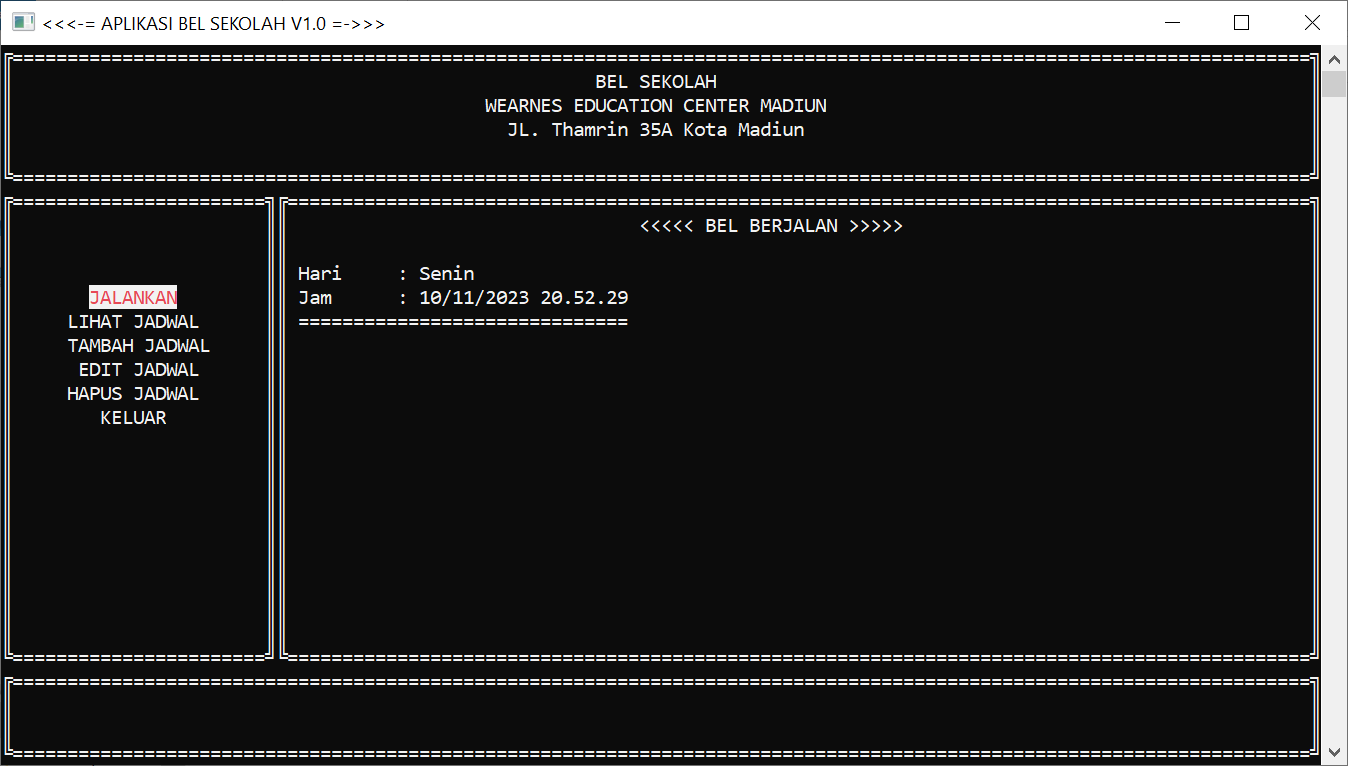 <<<-= APLIKASI BEL SEKOLAH V1.0 =->>>
BEL SEKOLAH
WEARNES EDUCATION CENTER MADIUN
JL. Thamrin 35A Kota Madiun
JALANKAN
LIHAT JADWAL
TAMBAH JADWAL
EDIT JADWAL
HAPUS JADWAL
KELUAR
<<<<< BEL BERJALAN >>>>>
Hari : Senin
Jam : 10/11/2023 20.52.29
==============================